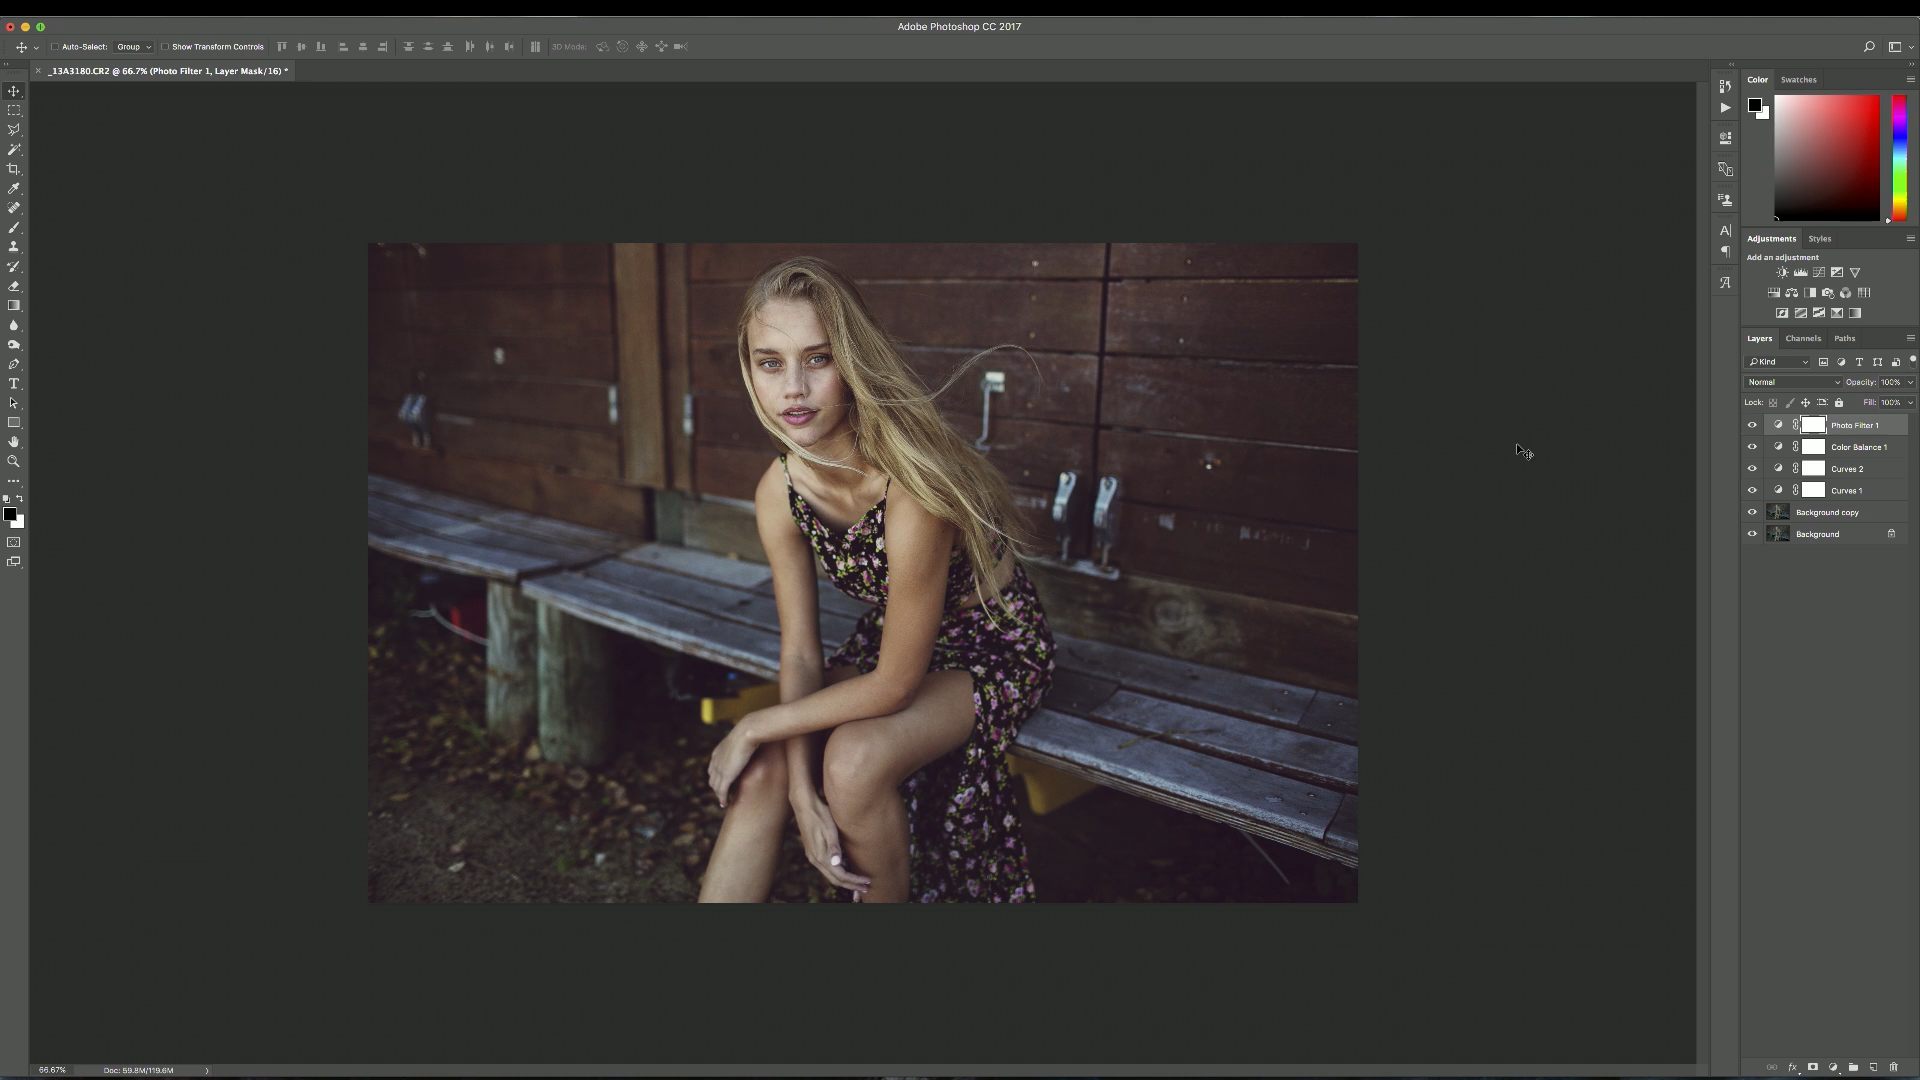 Adobe Photoshop CC 2017
Auto-Select: Group Show Transform Controls 3D Mode:
_13A3180.CR2 @ 66.7% (Photo Filter 1, Layer Mask/16) *
Color Swatches
Adjustments Styles
Add an adjustment
Layers Channels Paths
Kind
Normal Opacity: 100%
Lock: Fill: 100%
Photo Filter 1
Color Balance 1
Curves 2
Curves 1
Background copy
Background
66.67% Doc: 59.8M/119.6M